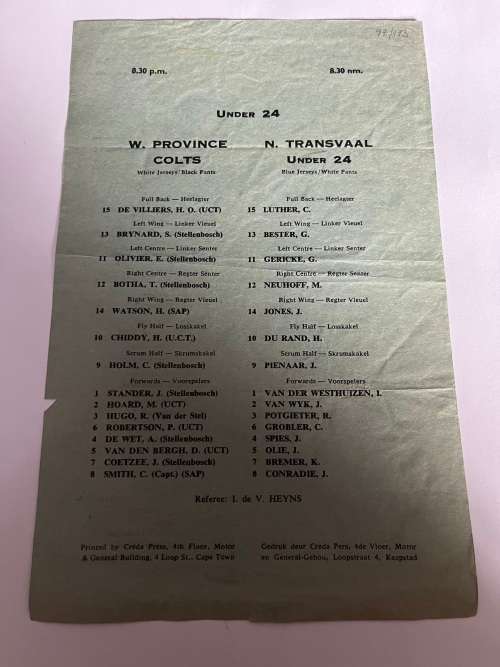 8.30 p.m. 8.30 nm.
UNDER 24
W. PROVINCE COLTS
White Jerseys/Black Pants
N. TRANSVAAL UNDER 24
Blue Jerseys/White Pants
Full Back — Heelagter
15 DE VILLIERS, H. O. (UCT)
Left Wing — Linker Vleuel
13 BRYNARD, S. (Stellenbosch)
Left Centre — Linker Senter
11 OLIVIER, E. (Stellenbosch)
Right Centre — Regter Senter
12 BOTHA, T. (Stellenbosch)
Right Wing — Regter Vleuel
14 WATSON, H. (SAP)
Fly Half — Losskakel
10 CHIDDY, H. (U.C.T.)
Scrum Half — Skrumskakel
9 HOLM, C. (Stellenbosch)
Forwards — Voorspelers
1 STANDER, J. (Stellenbosch)
2 HOARD, M. (UCT)
3 HUGO, R. (Van der Stel)
6 ROBERTSON, P. (UCT)
4 DE WET, A. (Stellenbosch)
5 VAN DEN BERGH, D. (UCT)
7 COETZEE, J. (Stellenbosch)
8 SMITH, C. (Capt.) (SAP)
Full Back — Heelagter
15 LUTHER, C.
Left Wing — Linker Vleuel
13 BESTER, G.
Left Centre — Linker Senter
11 GERICKE, G.
Right Centre — Regter Senter
12 NEUHOFF, M.
Right Wing — Regter Vleuel
14 JONES, J.
Fly Half — Losskakel
10 DU RAND, H.
Scrum Half — Skrumskakel
9 PIENAAR, J.
Forwards — Voorspelers
1 VAN DER WESTHUIZEN, I.
2 VAN WYK, J.
3 POTGIETER, R.
6 GROBLER, C.
4 SPIES, J.
5 OLIE, J.
7 BREMER, K.
8 CONRADIE, J.
Referee: I. de V. HEYNS
Printed by Creda Press, 4th Floor, Motor
& General Building, 4 Loop St., Cape Town
Gedruk deur Creda Pers, 4de Vloer, Motor
en General-Gebou, Loopstraat 4, Kaapstad